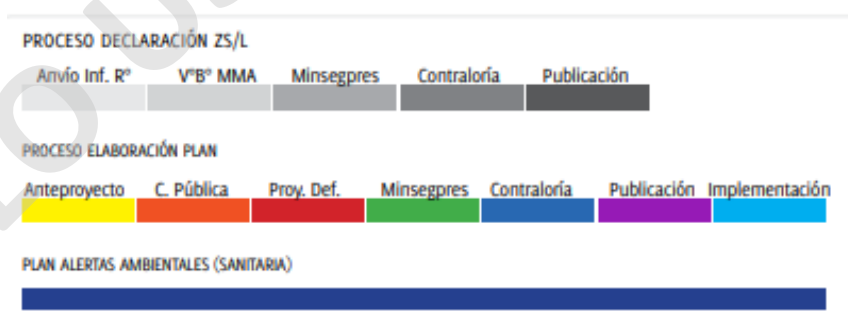 PROCESO DECLARACIÓN ZS/L
Anvío Inf. R° V°B° MMA Minsegpres Contraloría Publicación
PROCESO ELABORACIÓN PLAN
Anteproyecto C. Pública Proy. Def. Minsegpres Contraloría Publicación Implementación
PLAN ALERTAS AMBIENTALES (SANITARIA)